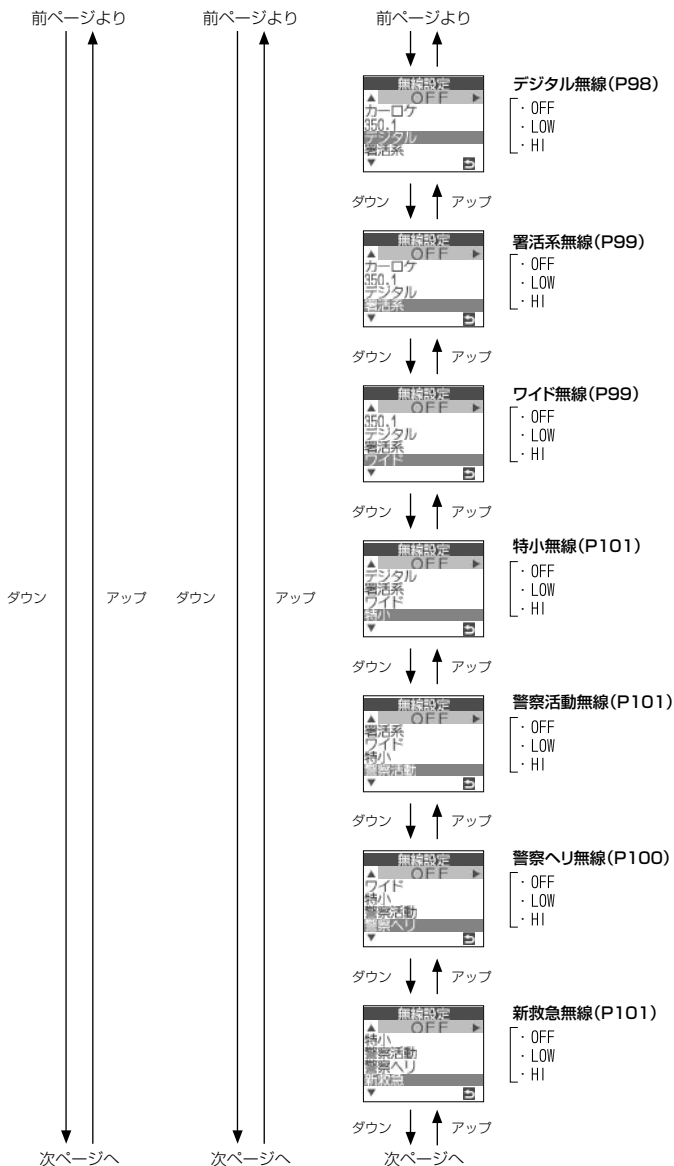 前ページより
前ページより
前ページより
無線設定
▲ OFF ▶
カーロケ
350.1
デジタル
署活系
▼
デジタル無線(P98)
・OFF
・LOW
・HI
ダウン アップ
無線設定
▲ OFF ▶
カーロケ
350.1
デジタル
署活系
▼
署活系無線(P99)
・OFF
・LOW
・HI
ダウン アップ
無線設定
▲ OFF ▶
350.1
デジタル
署活系
ワイド
▼
ワイド無線(P99)
・OFF
・LOW
・HI
ダウン アップ
無線設定
▲ OFF ▶
デジタル
署活系
ワイド
特小
▼
特小無線(P101)
・OFF
・LOW
・HI
ダウン アップ ダウン アップ
ダウン アップ
無線設定
▲ OFF ▶
署活系
ワイド
特小
警察活動
▼
警察活動無線(P101)
・OFF
・LOW
・HI
ダウン アップ
無線設定
▲ OFF ▶
ワイド
特小
警察活動
警察ヘリ
▼
警察ヘリ無線(P100)
・OFF
・LOW
・HI
ダウン アップ
無線設定
▲ OFF ▶
特小
警察活動
警察ヘリ
新救急
▼
新救急無線(P101)
・OFF
・LOW
・HI
ダウン アップ
次ページへ
次ページへ
次ページへ